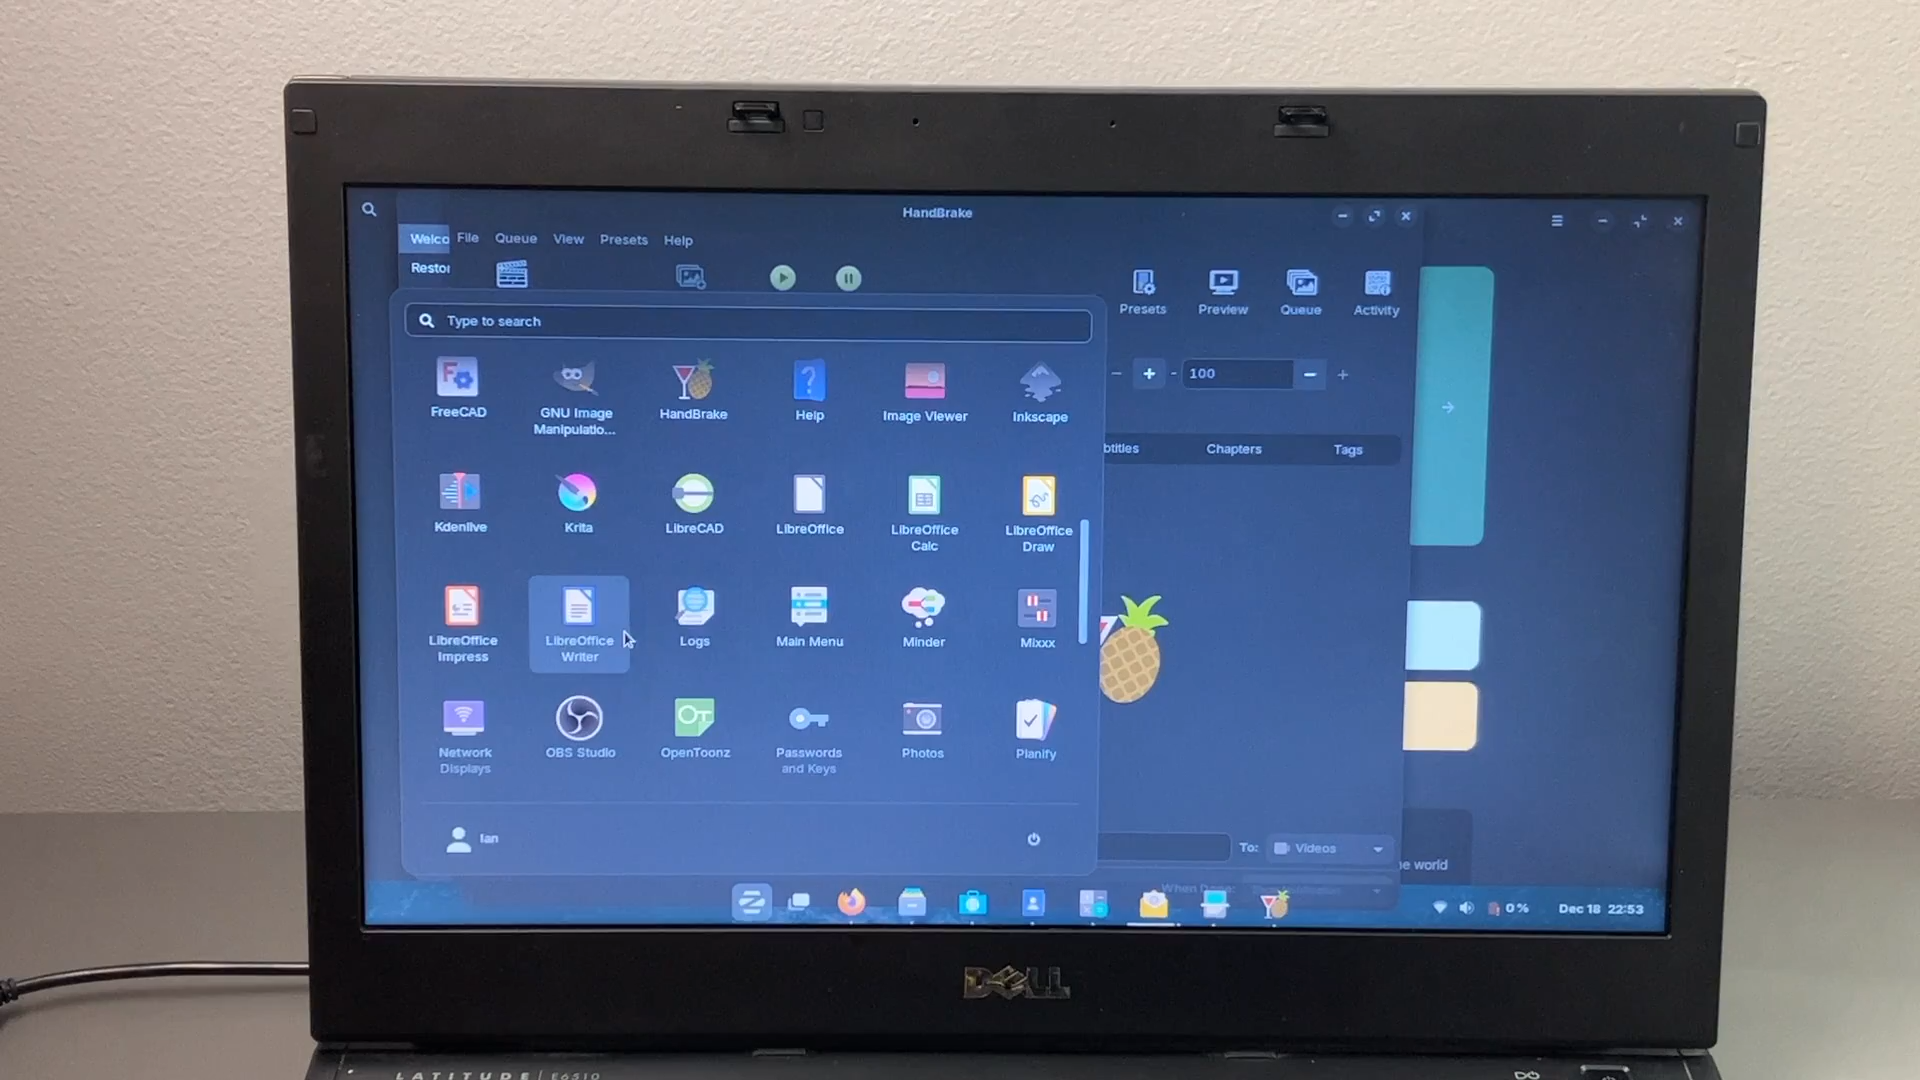 HandBrake
Welco
File Queue View Presets Help
Restor
Presets Preview Queue Activity
Type to search
100
FreeCAD
GNU Image
Manipulatio...
HandBrake
Help
Image Viewer
Inkscape
btitles
Chapters
Tags
Kdenlive
Krita
LibreCAD
LibreOffice
LibreOffice
Calc
LibreOffice
Draw
LibreOffice
Impress
LibreOffice
Writer
Logs
Main Menu
Minder
Mixxx
Network
Displays
OBS Studio
OpenToonz
Passwords
and Keys
Photos
Planify
Ian
To: Videos
e world
When Done:
0% Dec 18 22:53
DELL
LATITUDE | E6510